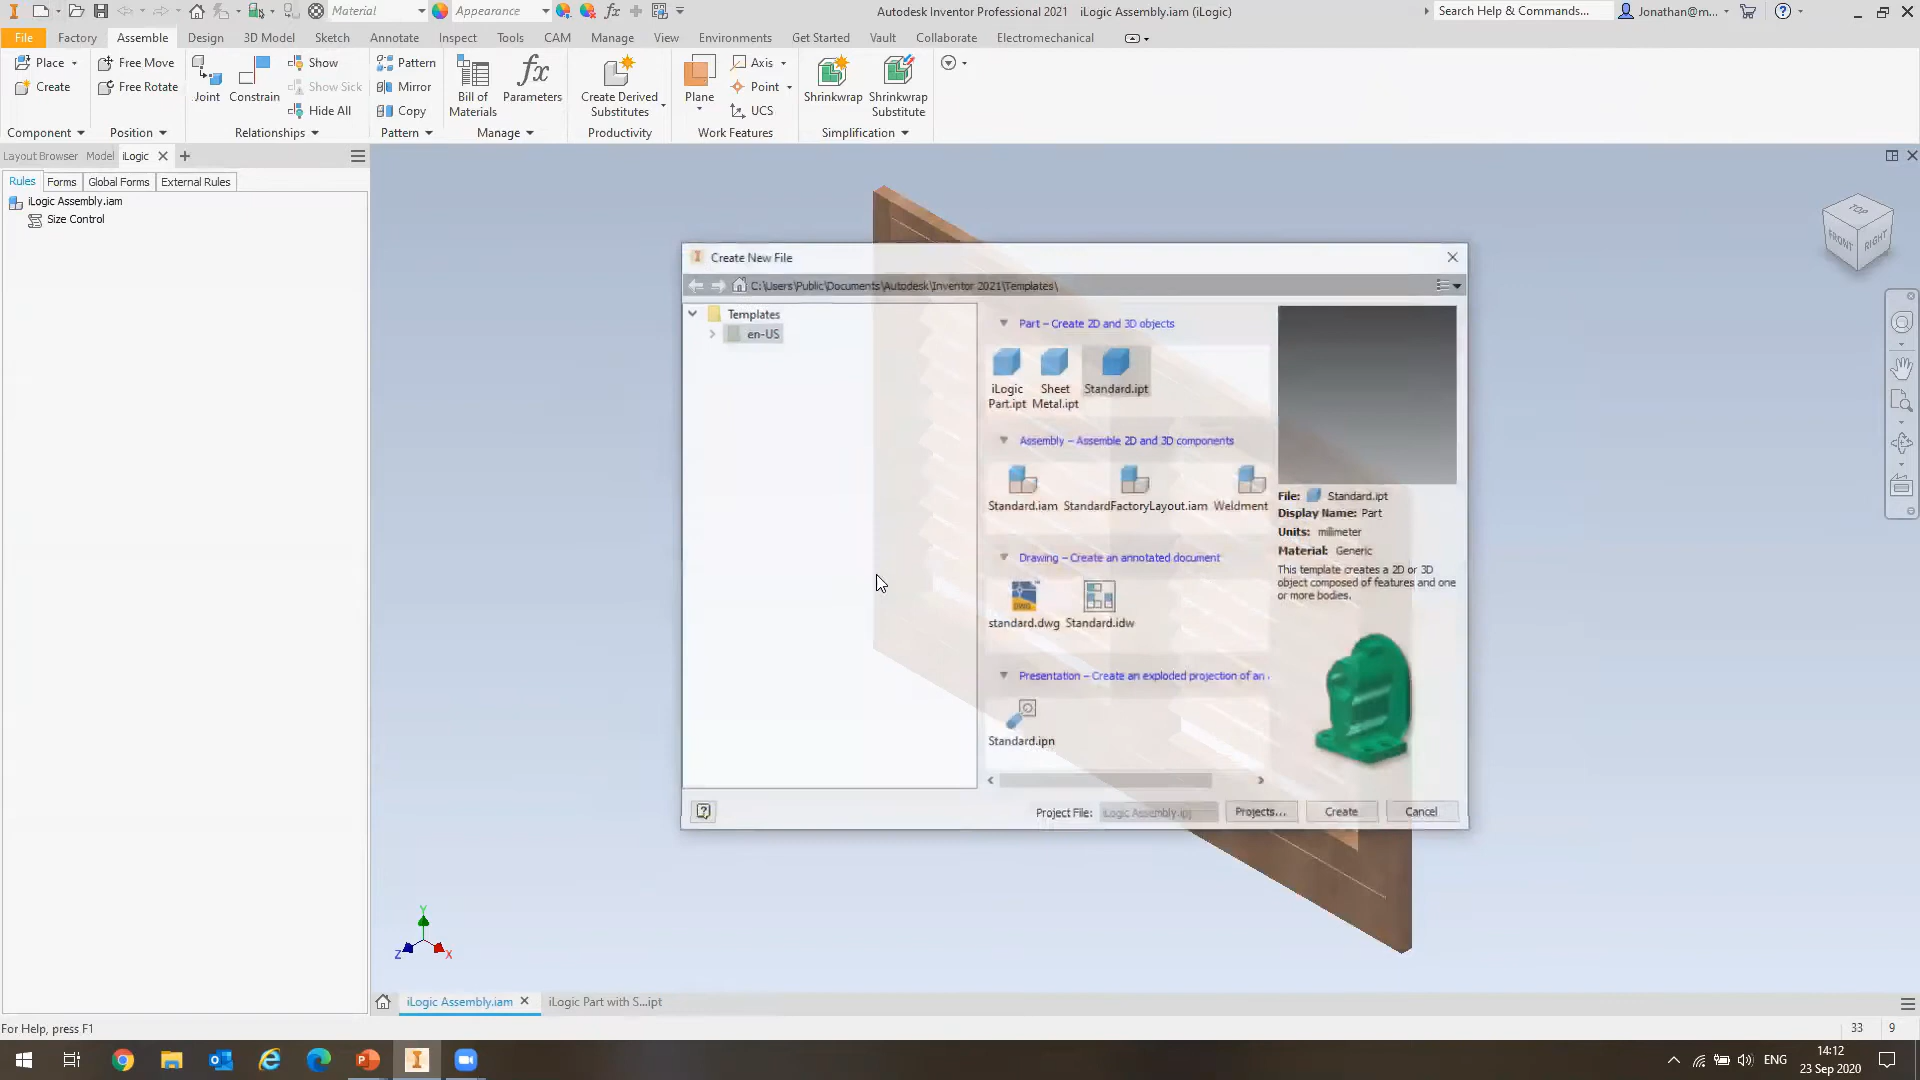 Material
Appearance
Autodesk Inventor Professional 2021 iLogic Assembly.iam (iLogic)
Search Help & Commands...
Jonathan@m...
File Factory Assemble Design 3D Model Sketch Annotate Inspect Tools CAM Manage View Environments Get Started Vault Collaborate Electromechanical
Place
Create
Component
Free Move
Free Rotate
Position
Joint
Constrain
Show
Show Sick
Hide All
Relationships
Pattern
Mirror
Copy
Pattern
Bill of
Materials
fx
Parameters
Manage
Create Derived
Substitutes
Productivity
Plane
Axis
Point
UCS
Work Features
Shrinkwrap
Shrinkwrap
Substitute
Simplification
Layout Browser Model iLogic
Rules Forms Global Forms External Rules
iLogic Assembly.iam
Size Control
TOP
FRONT
RIGHT
Create New File
C:\Users\Public\Documents\Autodesk\Inventor 2021\Templates\
Templates
en-US
Part – Create 2D and 3D objects
iLogic
Part.ipt
Sheet
Metal.ipt
Standard.ipt
Assembly – Assemble 2D and 3D components
Standard.iam StandardFactoryLayout.iam Weldment
Drawing – Create an annotated document
DWG
standard.dwg Standard.idw
Presentation – Create an exploded projection of an
Standard.ipn
File: Standard.ipt
Display Name: Part
Units: millimeter
Material: Generic
This template creates a 2D or 3D
object composed of features and one
or more bodies.
Project File: iLogic Assembly.ipj Projects... Create Cancel
Y
Z
X
iLogic Assembly.iam iLogic Part with S...ipt
For Help, press F1
33 9
ENG
14:12
23 Sep 2020